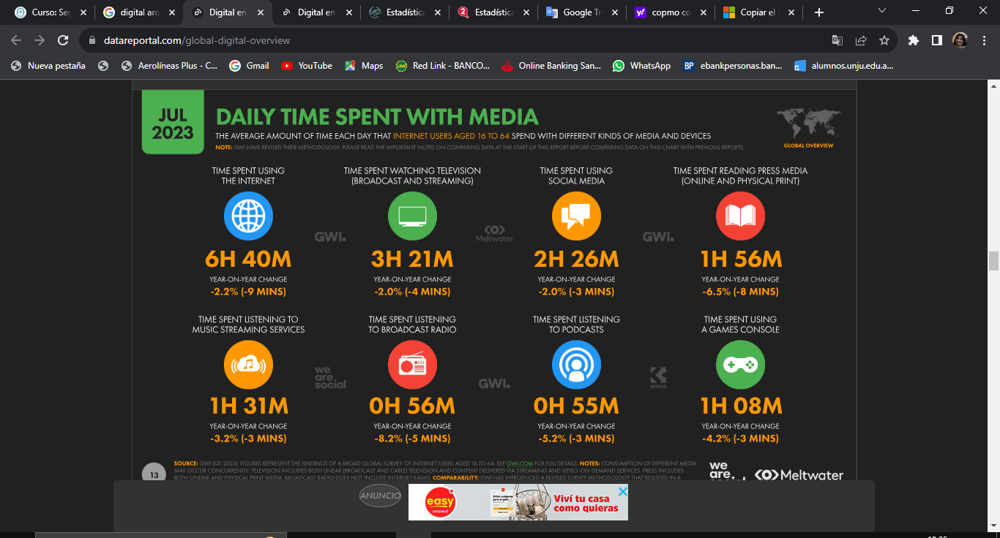 Curso: Seg
digital aro
Digital en
Digital en
Estadística
Estadística
Google Tra
copmo co
Copiar el
datareportal.com/global-digital-overview
Nueva pestaña
Aerolíneas Plus - C...
Gmail
YouTube
Maps
Red Link - BANCO...
Online Banking San...
WhatsApp
BP ebankpersonas.ban...
alumnos.unju.edu.a...
JUL
2023
DAILY TIME SPENT WITH MEDIA
THE AVERAGE AMOUNT OF TIME EACH DAY THAT INTERNET USERS AGED 16 TO 64 SPEND WITH DIFFERENT KINDS OF MEDIA AND DEVICES
NOTE: GWI HAVE REVISED THEIR METHODOLOGY. PLEASE READ THE IMPORTANT NOTES ON COMPARING DATA AT THE START OF THIS REPORT BEFORE COMPARING DATA ON THIS CHART WITH PREVIOUS REPORTS
GLOBAL OVERVIEW
TIME SPENT USING
THE INTERNET
6H 40M
YEAR-ON-YEAR CHANGE
-2.2% (-9 MINS)
GWI.
TIME SPENT WATCHING TELEVISION
(BROADCAST AND STREAMING)
3H 21M
YEAR-ON-YEAR CHANGE
-2.0% (-4 MINS)
Meltwater
TIME SPENT USING
SOCIAL MEDIA
2H 26M
YEAR-ON-YEAR CHANGE
-2.0% (-3 MINS)
GWI.
TIME SPENT READING PRESS MEDIA
(ONLINE AND PHYSICAL PRINT)
1H 56M
YEAR-ON-YEAR CHANGE
-6.5% (-8 MINS)
TIME SPENT LISTENING TO
MUSIC STREAMING SERVICES
1H 31M
YEAR-ON-YEAR CHANGE
-3.2% (-3 MINS)
we
are
social
TIME SPENT LISTENING
TO BROADCAST RADIO
0H 56M
YEAR-ON-YEAR CHANGE
-8.2% (-5 MINS)
GWI.
TIME SPENT LISTENING
TO PODCASTS
0H 55M
YEAR-ON-YEAR CHANGE
-5.2% (-3 MINS)
KEPIOS
TIME SPENT USING
A GAMES CONSOLE
1H 08M
YEAR-ON-YEAR CHANGE
-4.2% (-3 MINS)
13
SOURCE: GWI (Q1 2023). FIGURES REPRESENT THE FINDINGS OF A BROAD GLOBAL SURVEY OF INTERNET USERS AGED 16 TO 64. SEE GWI.COM FOR FULL DETAILS. NOTES: CONSUMPTION OF DIFFERENT MEDIA
MAY OCCUR CONCURRENTLY. TELEVISION INCLUDES BOTH LINEAR (BROADCAST AND CABLE) TELEVISION AND CONTENT DELIVERED VIA STREAMING AND VIDEO-ON-DEMAND SERVICES. PRESS INCLUDES
BOTH ONLINE AND PHYSICAL PRINT MEDIA. BROADCAST RADIO DOES NOT INCLUDE INTERNET RADIO. COMPARABILITY: GWI HAS INTRODUCED A REVISED SURVEY METHODOLOGY THAT RESULTED IN A
we
are
social
Meltwater
ANUNCIO
easy
cencosud
Viví tu casa
como quieras